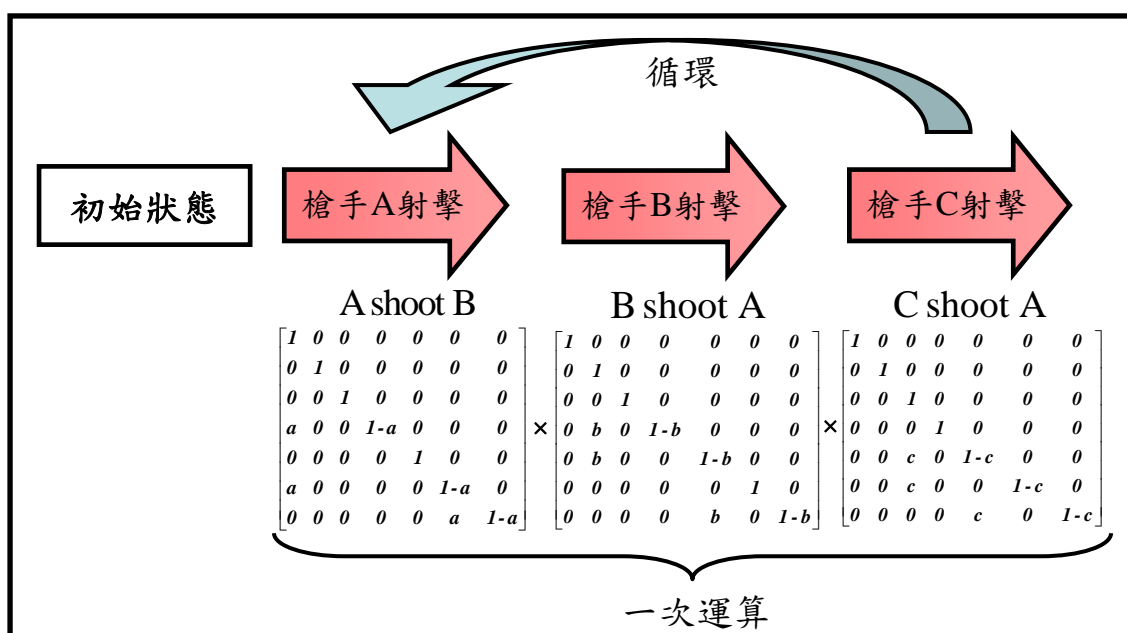 循環
初始狀態
槍手A射擊
槍手B射擊
槍手C射擊
A shoot B
B shoot A
C shoot A
1 0 0 0 0 0 0
0 1 0 0 0 0 0
0 0 1 0 0 0 0
a 0 0 1-a 0 0 0
0 0 0 0 1 0 0
a 0 0 0 0 1-a 0
0 0 0 0 0 a 1-a
×
1 0 0 0 0 0 0
0 1 0 0 0 0 0
0 0 1 0 0 0 0
0 b 0 1-b 0 0 0
0 b 0 0 1-b 0 0
0 0 0 0 0 1 0
0 0 0 0 b 0 1-b
×
1 0 0 0 0 0 0
0 1 0 0 0 0 0
0 0 1 0 0 0 0
0 0 0 1 0 0 0
0 0 c 0 1-c 0 0
0 0 c 0 0 1-c 0
0 0 0 0 c 0 1-c
一次運算